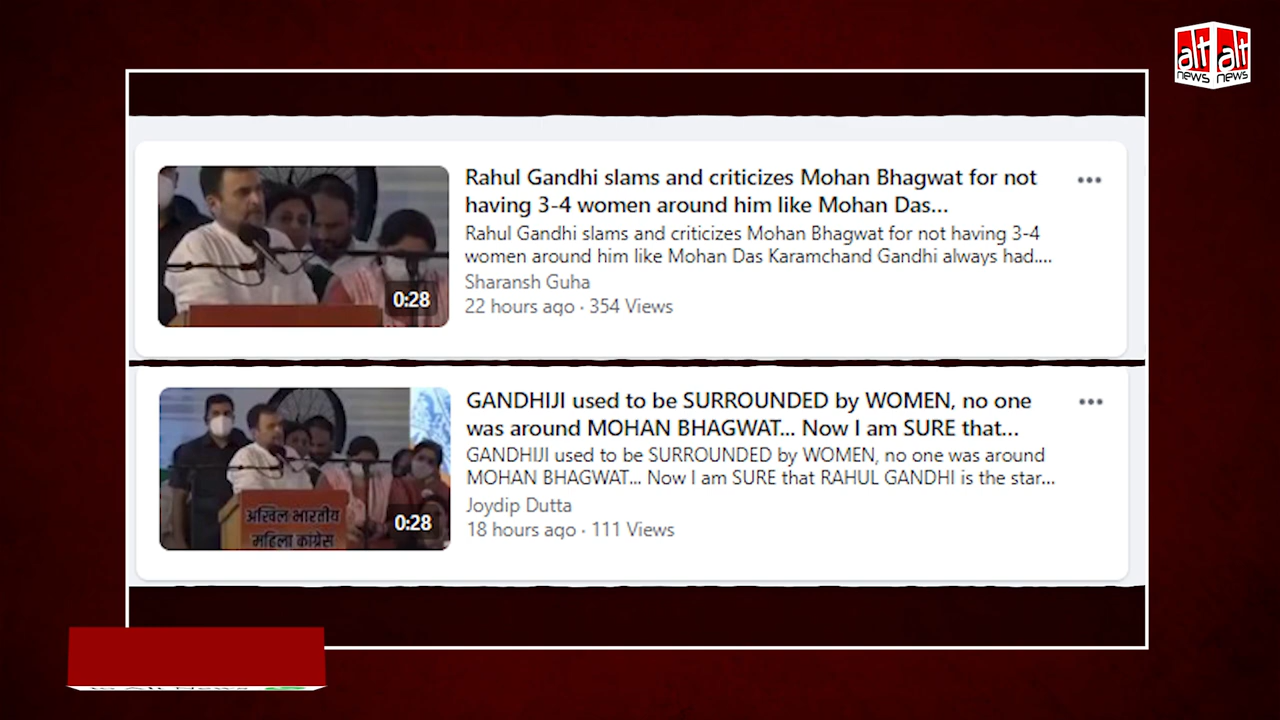 alt
news
alt
news
Rahul Gandhi slams and criticizes Mohan Bhagwat for not
having 3-4 women around him like Mohan Das...
Rahul Gandhi slams and criticizes Mohan Bhagwat for not having 3-4
women around him like Mohan Das Karamchand Gandhi always had....
Sharansh Guha
22 hours ago · 354 Views
0:28
GANDHIJI used to be SURROUNDED by WOMEN, no one
was around MOHAN BHAGWAT... Now I am SURE that...
GANDHIJI used to be SURROUNDED by WOMEN, no one was around
MOHAN BHAGWAT... Now I am SURE that RAHUL GANDHI is the star...
Joydip Dutta
18 hours ago · 111 Views
अखिल भारतीय
महिला कांग्रेस
0:28